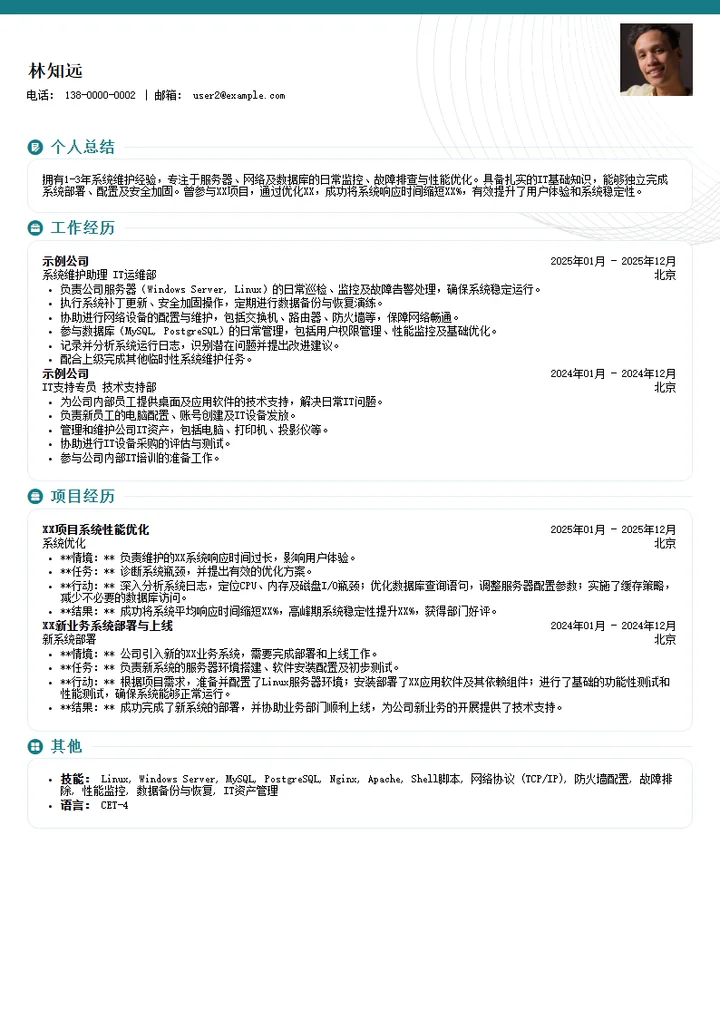 林知远
电话： 138-0000-0002 | 邮箱： user2@example.com
个人总结
拥有1-3年系统维护经验，专注于服务器、网络及数据库的日常监控、故障排查与性能优化。具备扎实的IT基础知识，能够独立完成
系统部署、配置及安全加固。曾参与XX项目，通过优化XX，成功将系统响应时间缩短XX%，有效提升了用户体验和系统稳定性。
工作经历
示例公司 2025年01月 - 2025年12月
系统维护助理 IT运维部 北京
• 负责公司服务器（Windows Server, Linux）的日常巡检、监控及故障告警处理，确保系统稳定运行。
• 执行系统补丁更新、安全加固操作，定期进行数据备份与恢复演练。
• 协助进行网络设备的配置与维护，包括交换机、路由器、防火墙等，保障网络畅通。
• 参与数据库（MySQL, PostgreSQL）的日常管理，包括用户权限管理、性能监控及基础优化。
• 记录并分析系统运行日志，识别潜在问题并提出改进建议。
• 配合上级完成其他临时性系统维护任务。
示例公司 2024年01月 - 2024年12月
IT支持专员 技术支持部 北京
• 为公司内部员工提供桌面及应用软件的技术支持，解决日常IT问题。
• 负责新员工的电脑配置、账号创建及IT设备发放。
• 管理和维护公司IT资产，包括电脑、打印机、投影仪等。
• 协助进行IT设备采购的评估与测试。
• 参与公司内部IT培训的准备工作。
项目经历
XX项目系统性能优化 2025年01月 - 2025年12月
系统优化 北京
• **情境：** 负责维护的XX系统响应时间过长，影响用户体验。
• **任务：** 诊断系统瓶颈，并提出有效的优化方案。
• **行动：** 深入分析系统日志，定位CPU、内存及磁盘I/O瓶颈；优化数据库查询语句，调整服务器配置参数；实施了缓存策略，
减少不必要的数据库访问。
• **结果：** 成功将系统平均响应时间缩短XX%，高峰期系统稳定性提升XX%，获得部门好评。
XX新业务系统部署与上线 2024年01月 - 2024年12月
新系统部署 北京
• **情境：** 公司引入新的XX业务系统，需要完成部署和上线工作。
• **任务：** 负责新系统的服务器环境搭建、软件安装配置及初步测试。
• **行动：** 根据项目需求，准备并配置了Linux服务器环境；安装部署了XX应用软件及其依赖组件；进行了基础的功能性测试和
性能测试，确保系统能够正常运行。
• **结果：** 成功完成了新系统的部署，并协助业务部门顺利上线，为公司新业务的开展提供了技术支持。
其他
• 技能： Linux, Windows Server, MySQL, PostgreSQL, Nginx, Apache, Shell脚本, 网络协议 (TCP/IP), 防火墙配置, 故障排
除, 性能监控, 数据备份与恢复, IT资产管理
• 语言： CET-4